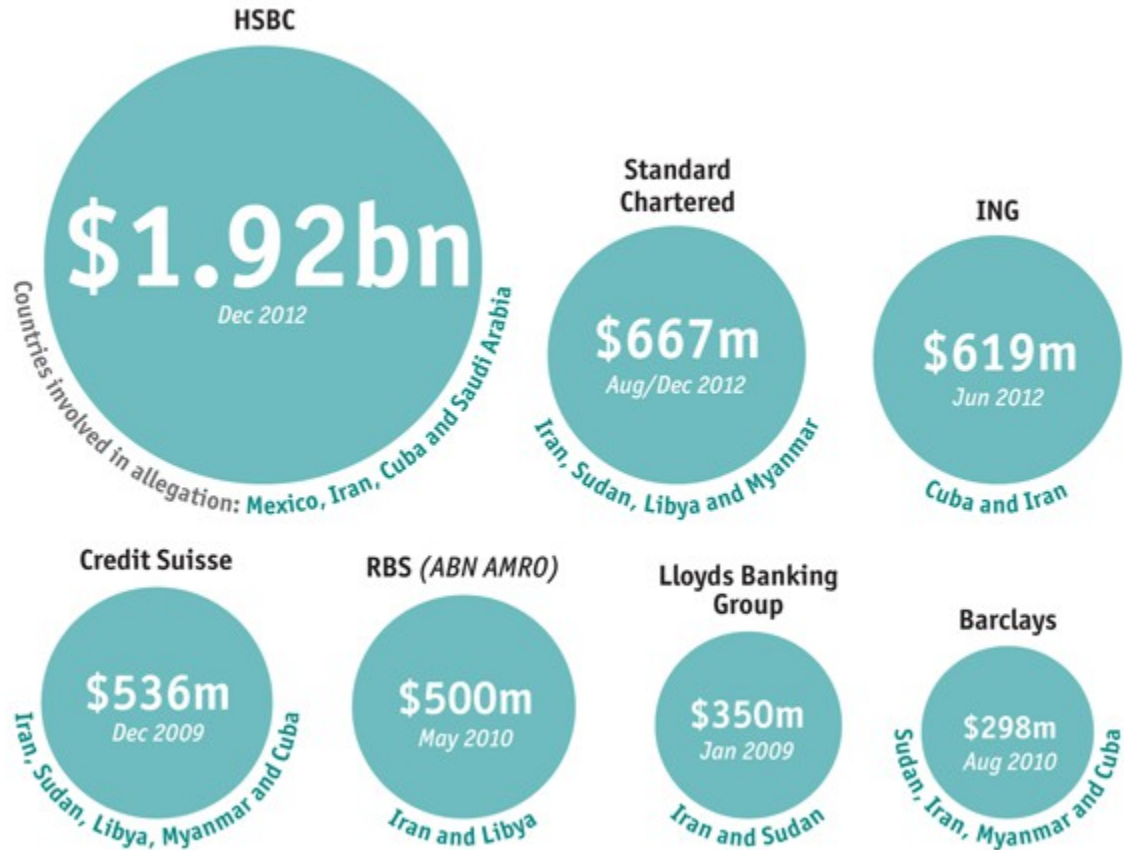 HSBC
$1.92bn
Dec 2012
Countries involved in allegation: Mexico, Iran, Cuba and Saudi Arabia
Standard
Chartered
$667m
Aug/Dec 2012
Iran, Sudan, Libya and Myanmar
ING
$619m
Jun 2012
Cuba and Iran
Credit Suisse
$536m
Dec 2009
Iran, Sudan, Libya, Myanmar and Cuba
RBS (ABN AMRO)
$500m
May 2010
Iran and Libya
Lloyds Banking
Group
$350m
Jan 2009
Iran and Sudan
Barclays
$298m
Aug 2010
Sudan, Iran, Myanmar and Cuba